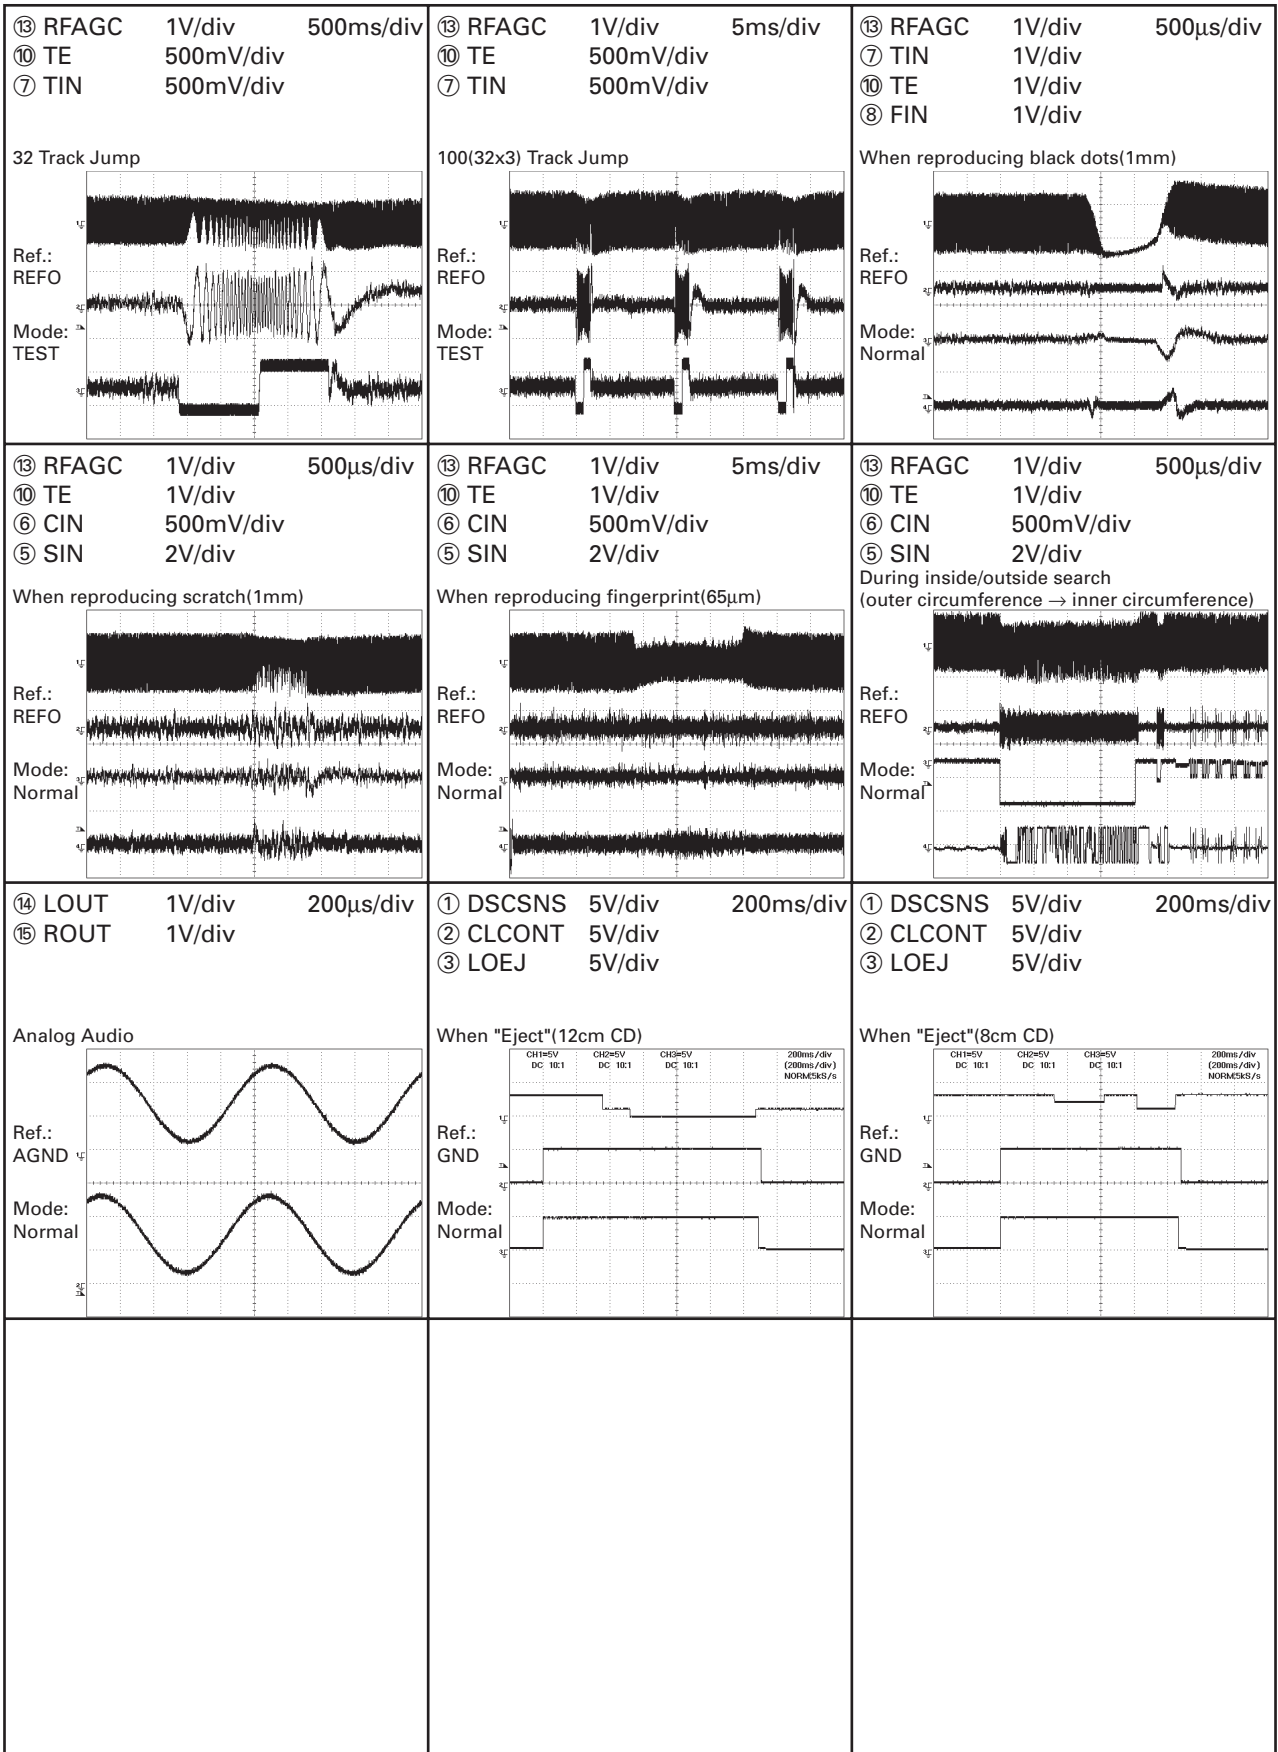 ⑬ RFAGC 1V/div 500ms/div
⑩ TE 500mV/div
⑦ TIN 500mV/div
32 Track Jump
Ref.:
REFO
Mode:
TEST
⑬ RFAGC 1V/div 5ms/div
⑩ TE 500mV/div
⑦ TIN 500mV/div
100(32x3) Track Jump
Ref.:
REFO
Mode:
TEST
⑬ RFAGC 1V/div 500µs/div
⑦ TIN 1V/div
⑩ TE 1V/div
⑧ FIN 1V/div
When reproducing black dots(1mm)
Ref.:
REFO
Mode:
Normal
⑬ RFAGC 1V/div 500µs/div
⑩ TE 1V/div
⑥ CIN 500mV/div
⑤ SIN 2V/div
When reproducing scratch(1mm)
Ref.:
REFO
Mode:
Normal
⑬ RFAGC 1V/div 5ms/div
⑩ TE 1V/div
⑥ CIN 500mV/div
⑤ SIN 2V/div
When reproducing fingerprint(65µm)
Ref.:
REFO
Mode:
Normal
⑬ RFAGC 1V/div 500µs/div
⑩ TE 1V/div
⑥ CIN 500mV/div
⑤ SIN 2V/div
During inside/outside search
(outer circumference → inner circumference)
Ref.:
REFO
Mode:
Normal
⑭ LOUT 1V/div 200µs/div
⑮ ROUT 1V/div
Analog Audio
Ref.:
AGND
Mode:
Normal
① DSCSNS 5V/div 200ms/div
② CLCONT 5V/div
③ LOEJ 5V/div
When "Eject"(12cm CD)
CH1=5V CH2=5V CH3=5V 200ms/div
DC 10:1 DC 10:1 DC 10:1 (200ms/div)
NORM:5kS/s
Ref.:
GND
Mode:
Normal
① DSCSNS 5V/div 200ms/div
② CLCONT 5V/div
③ LOEJ 5V/div
When "Eject"(8cm CD)
CH1=5V CH2=5V CH3=5V 200ms/div
DC 10:1 DC 10:1 DC 10:1 (200ms/div)
NORM:5kS/s
Ref.:
GND
Mode:
Normal